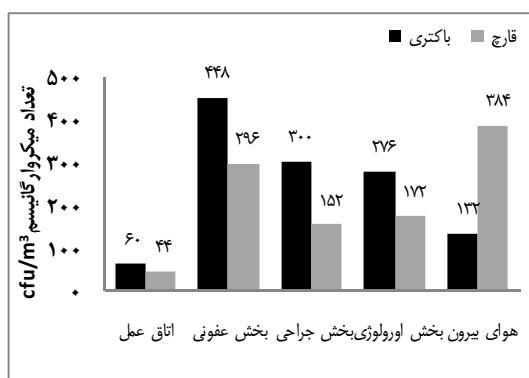 باکتری قارچ
تعداد میکروارگانیسم cfu/m³
۵۰۰
۴۰۰
۳۰۰
۲۰۰
۱۰۰
۰
۶۰ ۴۴
۴۴۸ ۲۹۶
۳۰۰ ۱۵۲
۲۷۶ ۱۷۲
۱۳۲ ۳۸۴
اتاق عمل
بخش عفونی
بخش جراحی
بخش اورولوژی
هوای بیرون